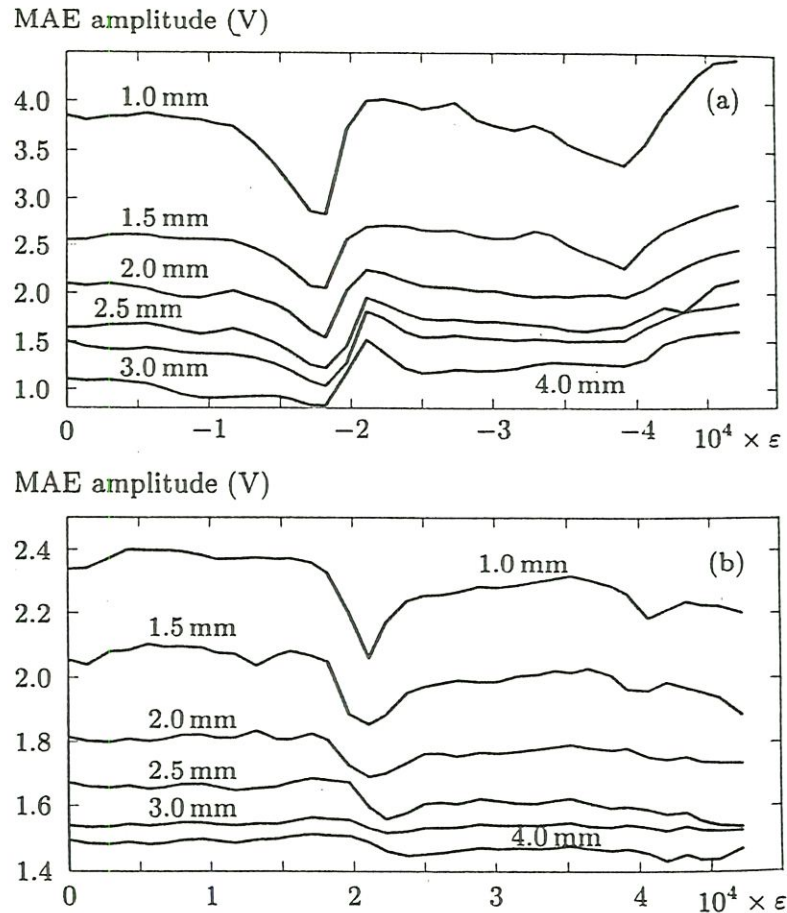 MAE amplitude (V)
(a)
4.0
3.5
3.0
2.5
2.0
1.5
1.0
1.0 mm
1.5 mm
2.0 mm
2.5 mm
3.0 mm
4.0 mm
0 −1 −2 −3 −4 10⁴ × ε
MAE amplitude (V)
(b)
2.4
2.2
2.0
1.8
1.6
1.4
1.0 mm
1.5 mm
2.0 mm
2.5 mm
3.0 mm
4.0 mm
0 1 2 3 4 10⁴ × ε